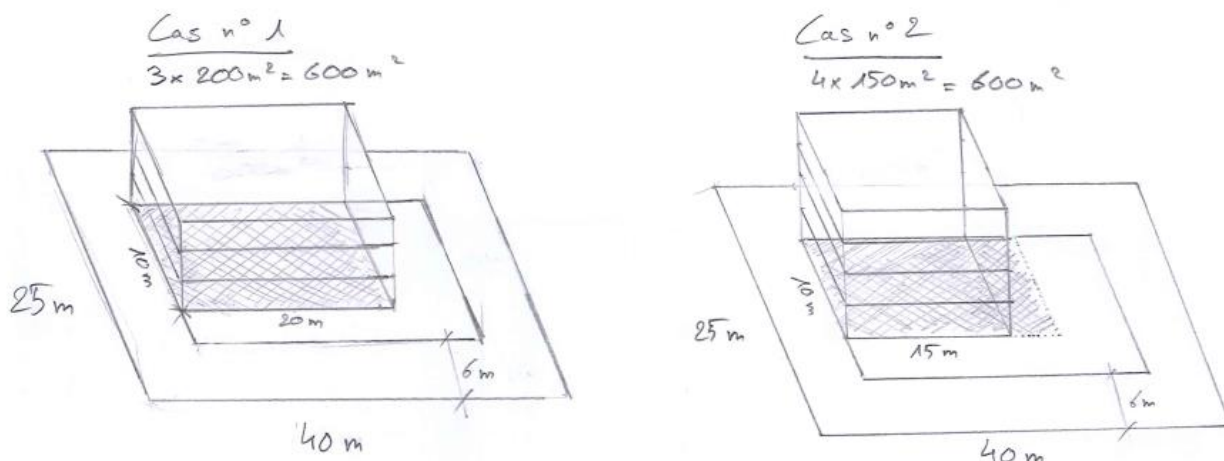 Cas n° 1
3 x 200 m² = 600 m²
10 m
25 m
20 m
6 m
40 m
Cas n° 2
4 x 150 m² = 600 m²
10 m
25 m
15 m
6 m
40 m